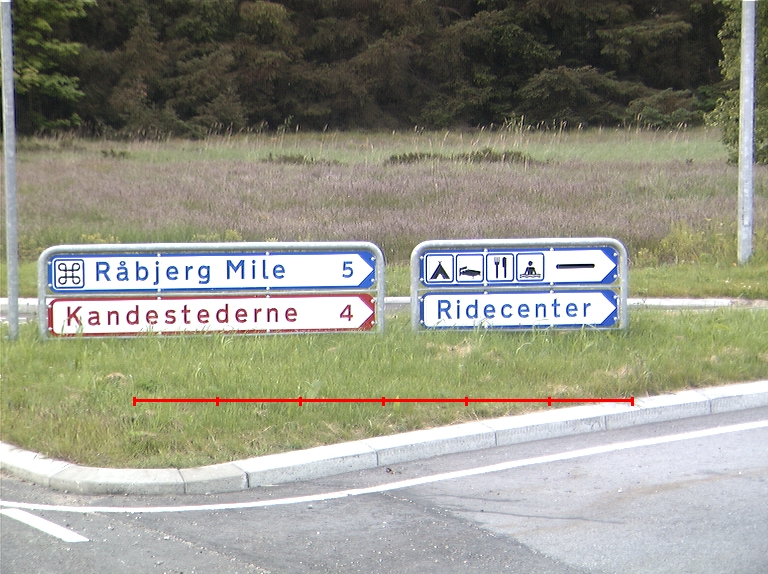 Råbjerg Mile 5
Kandestederne 4
Ridecenter